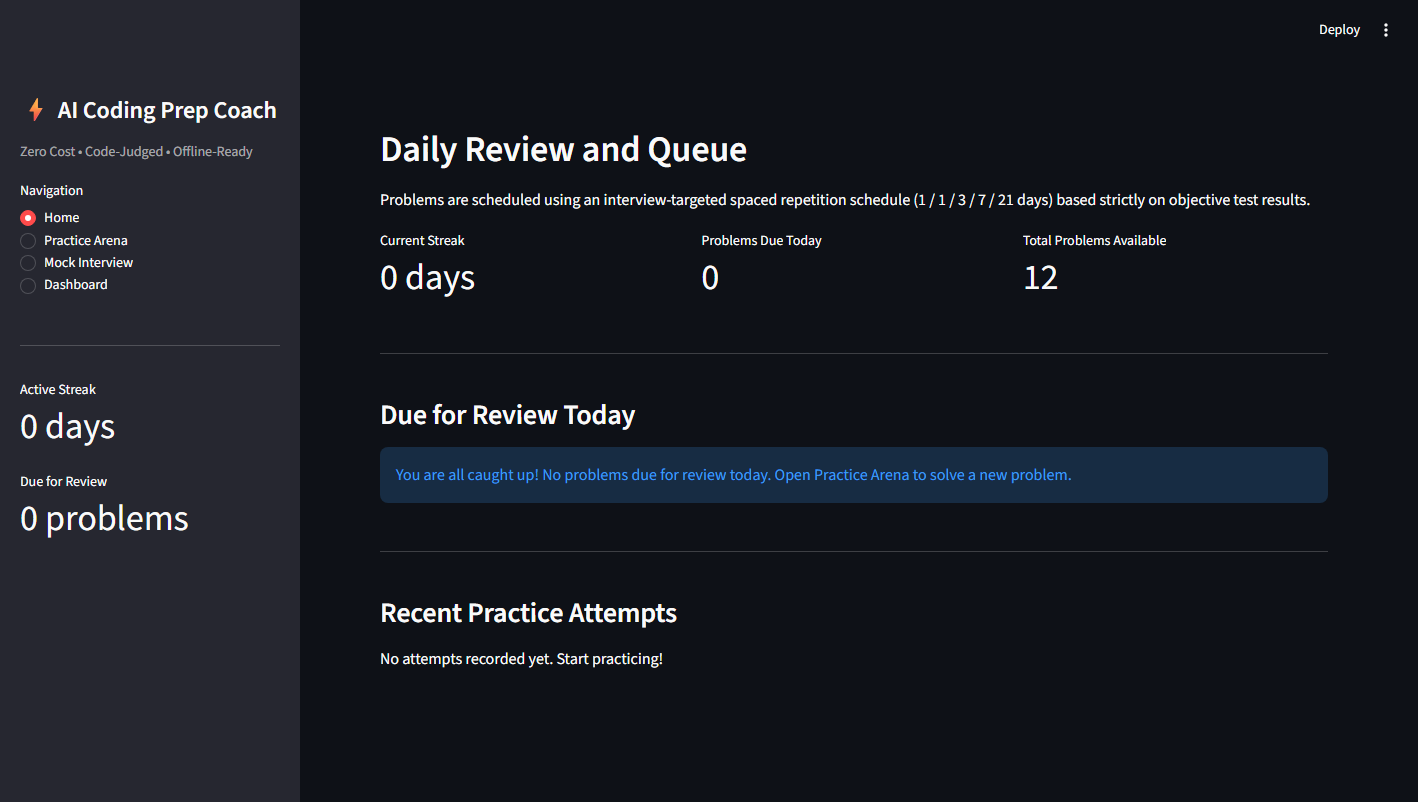 Deploy
AI Coding Prep Coach
Zero Cost • Code-Judged • Offline-Ready
Navigation
Home
Practice Arena
Mock Interview
Dashboard
Active Streak
0 days
Due for Review
0 problems
Daily Review and Queue
Problems are scheduled using an interview-targeted spaced repetition schedule (1 / 1 / 3 / 7 / 21 days) based strictly on objective test results.
Current Streak
0 days
Problems Due Today
0
Total Problems Available
12
Due for Review Today
You are all caught up! No problems due for review today. Open Practice Arena to solve a new problem.
Recent Practice Attempts
No attempts recorded yet. Start practicing!